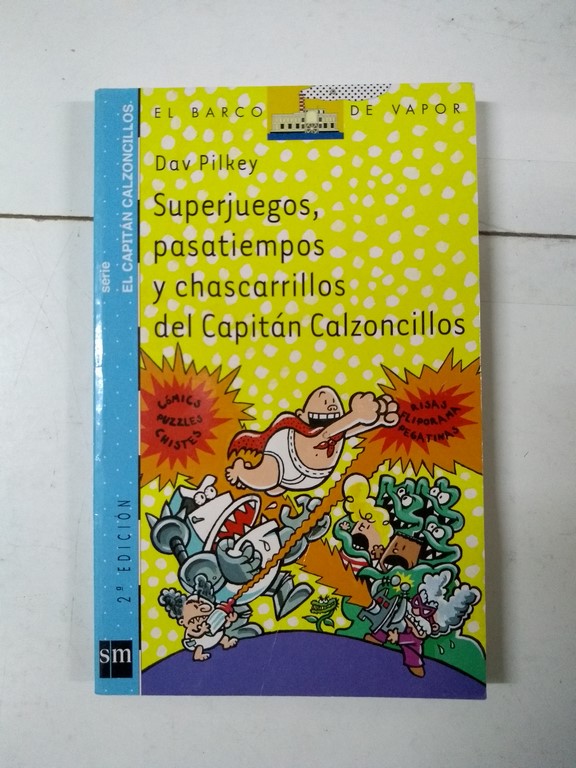 EL BARCO DE VAPOR
Dav Pilkey
Superjuegos,
pasatiempos
y chascarrillos
del Capitán Calzoncillos
CÓMICS
PUZZLES
CHISTES
RISAS
FLIPORAMA
PEGATINAS
serie
EL CAPITÁN CALZONCILLOS
2º EDICIÓN
sm